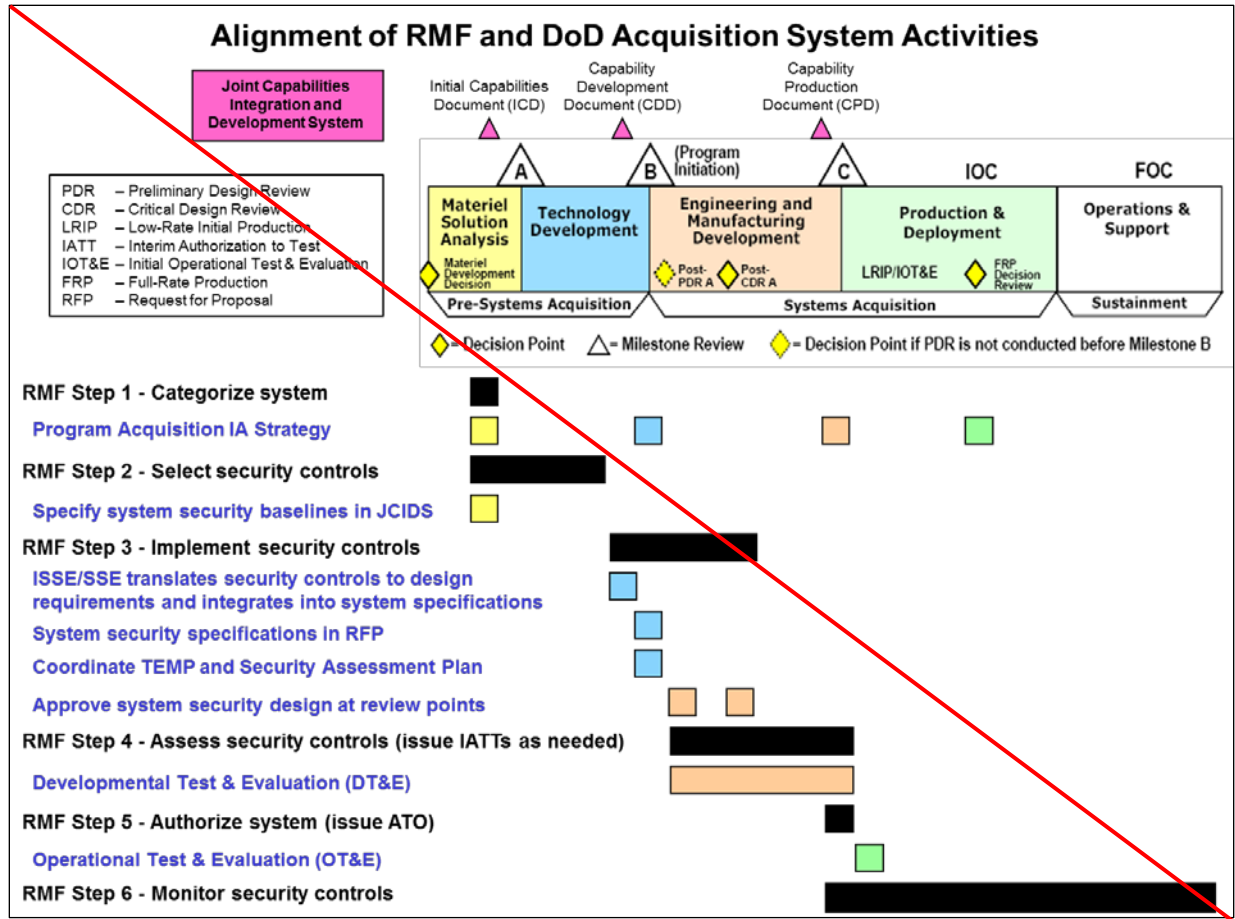 Alignment of RMF and DoD Acquisition System Activities
Joint Capabilities
Integration and
Development System
Initial Capabilities
Document (ICD)
Capability
Development
Document (CDD)
Capability
Production
Document (CPD)
PDR – Preliminary Design Review
CDR – Critical Design Review
LRIP – Low-Rate Initial Production
IATT – Interim Authorization to Test
IOT&E – Initial Operational Test & Evaluation
FRP – Full-Rate Production
RFP – Request for Proposal
A
B
(Program
Initiation)
C
IOC
FOC
Materiel
Solution
Analysis
Technology
Development
Engineering and
Manufacturing
Development
Production &
Deployment
Operations &
Support
Materiel
Development
Decision
Post-
PDR A
Post-
CDR A
LRIP/IOT&E
FRP
Decision
Review
Pre-Systems Acquisition
Systems Acquisition
Sustainment
= Decision Point
= Milestone Review
= Decision Point if PDR is not conducted before Milestone B
RMF Step 1 - Categorize system
Program Acquisition IA Strategy
RMF Step 2 - Select security controls
Specify system security baselines in JCIDS
RMF Step 3 - Implement security controls
ISSE/SSE translates security controls to design
requirements and integrates into system specifications
System security specifications in RFP
Coordinate TEMP and Security Assessment Plan
Approve system security design at review points
RMF Step 4 - Assess security controls (issue IATTs as needed)
Developmental Test & Evaluation (DT&E)
RMF Step 5 - Authorize system (issue ATO)
Operational Test & Evaluation (OT&E)
RMF Step 6 - Monitor security controls